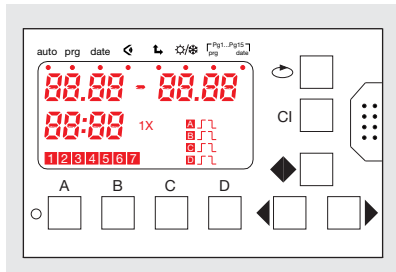 auto prg date Pg1...Pg15
prg date
88.88 - 88.88
88:88 1X
A
B
C
D
1 2 3 4 5 6 7
CI
A B C D